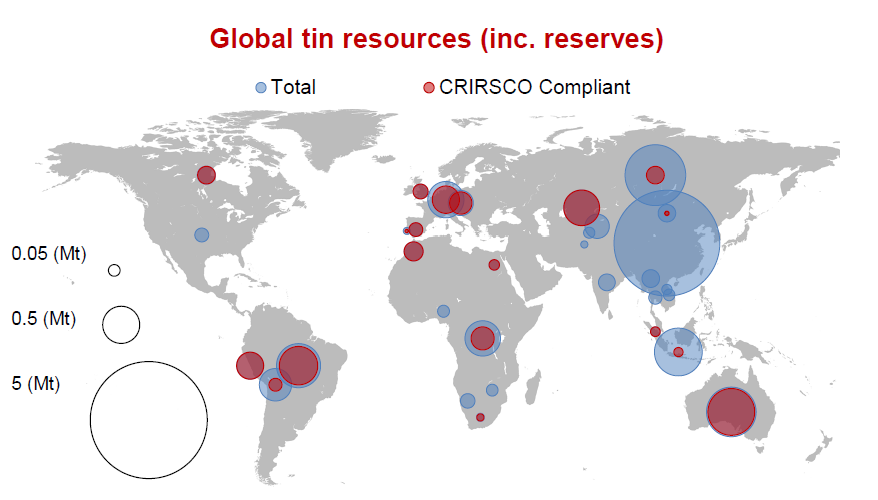 Global tin resources (inc. reserves)
Total
CRIRSCO Compliant
0.05 (Mt)
0.5 (Mt)
5 (Mt)